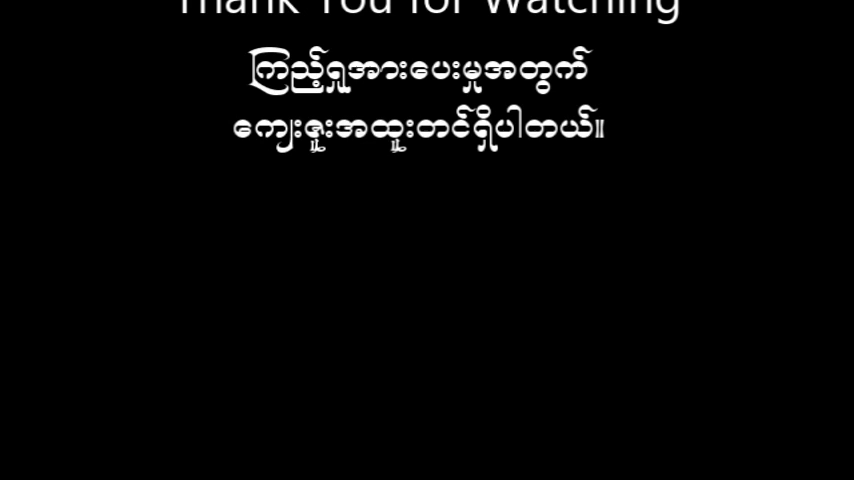 Thank You for Watching
ကြည့်ရှုအားပေးမှုအတွက်
ကျေးဇူးအထူးတင်ရှိပါတယ်။